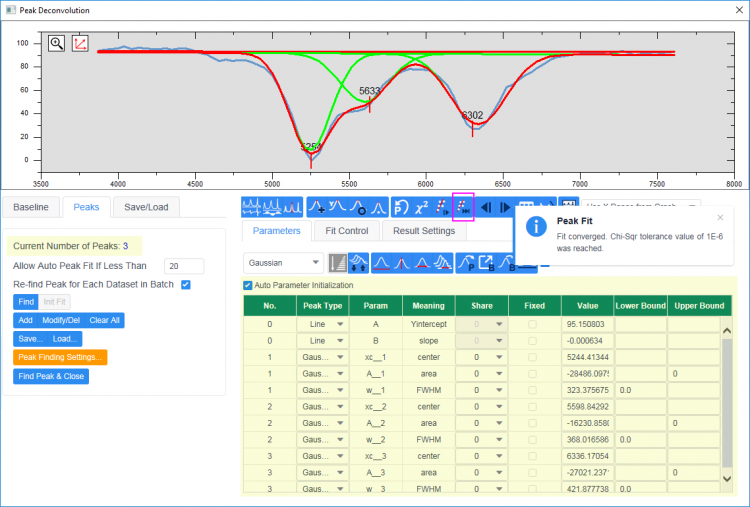 Peak Deconvolution
100
80
60
40
20
0
5254
5633
6302
3500 4000 4500 5000 5500 6000 6500 7000 7500 8000
Baseline Peaks Save/Load
Current Number of Peaks: 3
Allow Auto Peak Fit If Less Than 20
Re-find Peak for Each Dataset in Batch
Find Init Fit
Add Modify/Del Clear All
Save... Load...
Peak Finding Settings...
Find Peak & Close
Parameters Fit Control Result Settings
Peak Fit
Fit converged. Chi-Sqr tolerance value of 1E-6
was reached.
Gaussian
Auto Parameter Initialization
No. Peak Type Param Meaning Share Fixed Value Lower Bound Upper Bound
0 Line A Yintercept 0 95.150803
0 Line B slope 0 -0.000634
1 Gaus... xc__1 center 0 5244.41344
1 Gaus... A__1 area 0 -28486.0975 0
1 Gaus... w__1 FWHM 0 323.375675 0.0
2 Gaus... xc__2 center 0 5598.84292
2 Gaus... A__2 area 0 -16230.8580 0
2 Gaus... w__2 FWHM 0 368.016586 0.0
3 Gaus... xc__3 center 0 6336.17054
3 Gaus... A__3 area 0 -27021.2371 0
3 Gaus... w__3 FWHM 0 421.877738 0.0